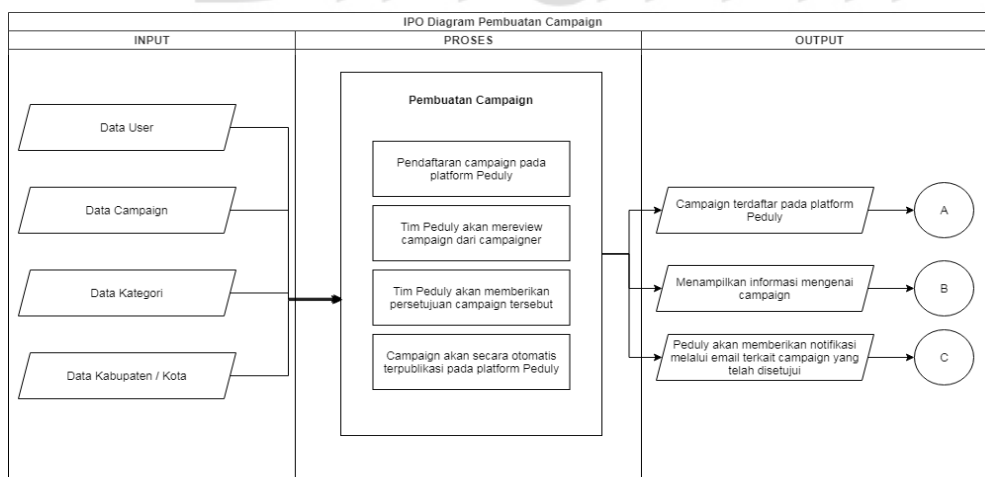 IPO Diagram Pembuatan Campaign
INPUT
PROSES
OUTPUT
Data User
Data Campaign
Data Kategori
Data Kabupaten / Kota
Pembuatan Campaign
Pendaftaran campaign pada
platform Peduly
Tim Peduly akan mereview
campaign dari campaigner
Tim Peduly akan memberikan
persetujuan campaign tersebut
Campaign akan secara otomatis
terpublikasi pada platform Peduly
Campaign terdaftar pada platform
Peduly
A
Menampilkan informasi mengenai
campaign
B
Peduly akan memberikan notifikasi
melalui email terkait campaign yang
telah disetujui
C